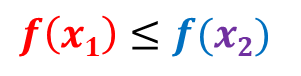 f(x₁) ≤ f(x₂)